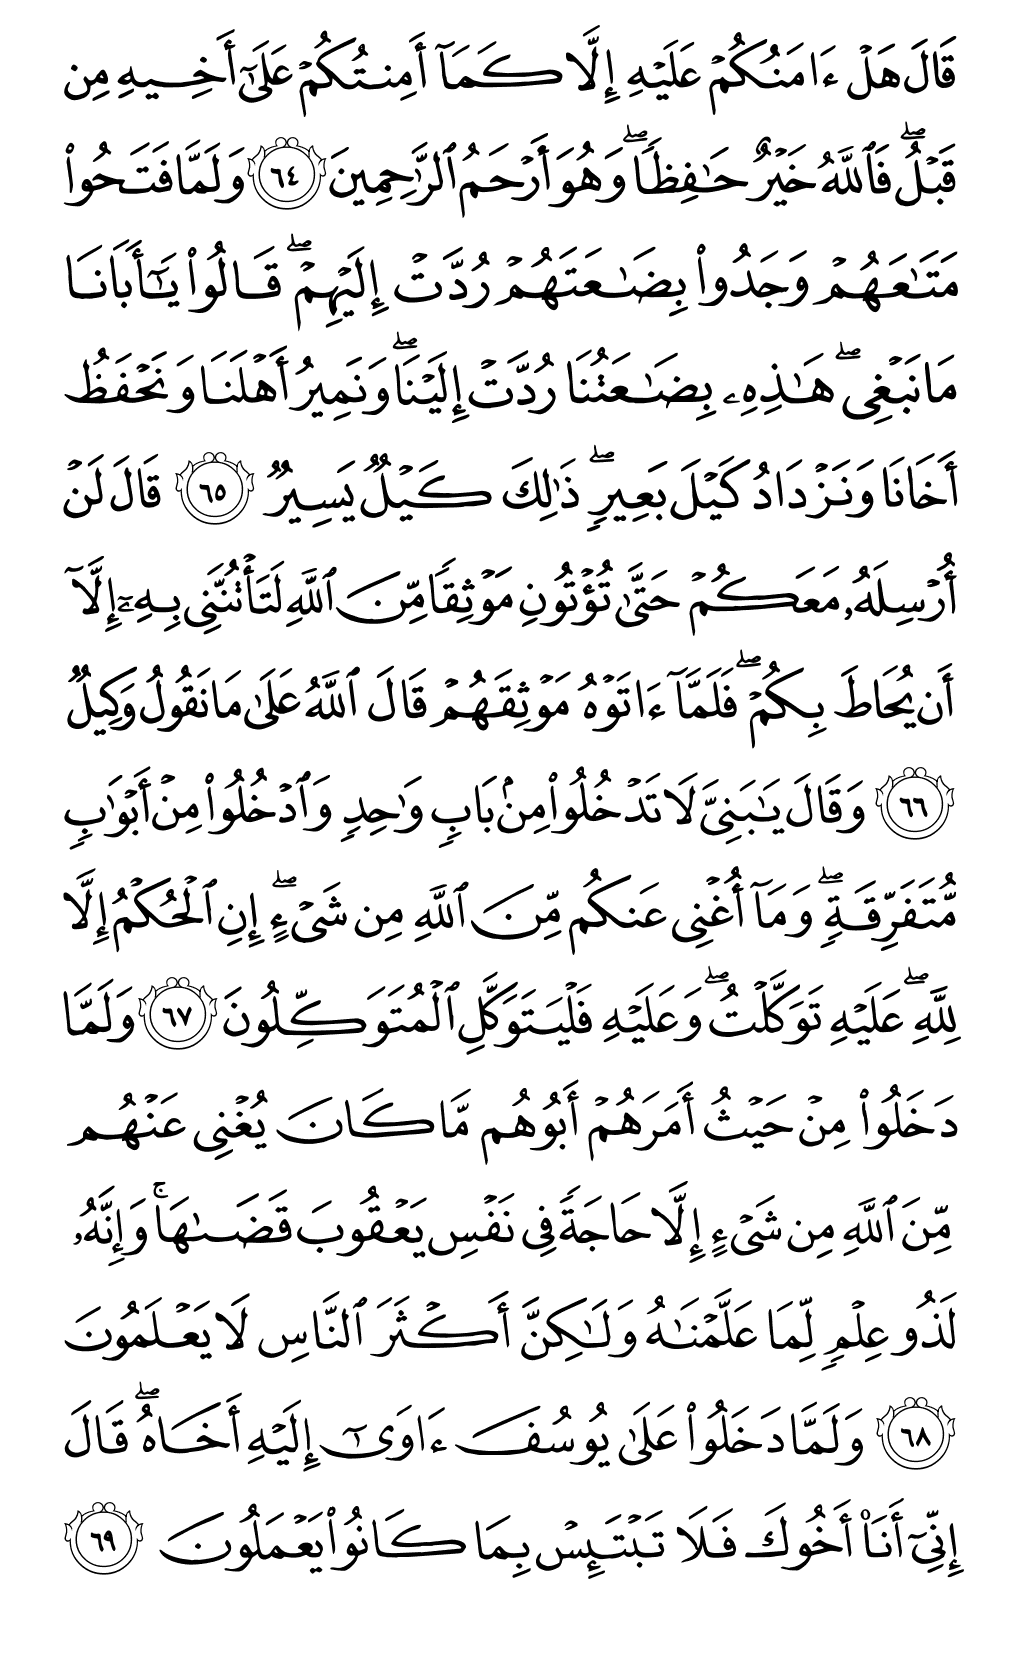 قَالَ هَلۡ ءَامَنُكُمۡ عَلَيۡهِ إِلَّا كَمَآ أَمِنتُكُمۡ عَلَىٰٓ أَخِيهِ مِن
قَبۡلُۖ فَٱللَّهُ خَيۡرٌ حَٰفِظٗاۖ وَهُوَ أَرۡحَمُ ٱلرَّٰحِمِينَ ٦٤ وَلَمَّا فَتَحُواْ
مَتَٰعَهُمۡ وَجَدُواْ بِضَٰعَتَهُمۡ رُدَّتۡ إِلَيۡهِمۡۖ قَالُواْ يَٰٓأَبَانَا
مَا نَبۡغِيۖ هَٰذِهِۦ بِضَٰعَتُنَا رُدَّتۡ إِلَيۡنَاۖ وَنَمِيرُ أَهۡلَنَا وَنَحۡفَظُ
أَخَانَا وَنَزۡدَادُ كَيۡلَ بَعِيرٖۖ ذَٰلِكَ كَيۡلٞ يَسِيرٞ ٦٥ قَالَ لَنۡ
أُرۡسِلَهُۥ مَعَكُمۡ حَتَّىٰ تُؤۡتُونِ مَوۡثِقٗا مِّنَ ٱللَّهِ لَتَأۡتُنَّنِي بِهِۦٓ إِلَّآ
أَن يُحَاطَ بِكُمۡۖ فَلَمَّآ ءَاتَوۡهُ مَوۡثِقَهُمۡ قَالَ ٱللَّهُ عَلَىٰ مَا نَقُولُ وَكِيلٞ
٦٦ وَقَالَ يَٰبَنِيَّ لَا تَدۡخُلُواْ مِنۢ بَابٖ وَٰحِدٖ وَٱدۡخُلُواْ مِنۡ أَبۡوَٰبٖ
مُّتَفَرِّقَةٖۖ وَمَآ أُغۡنِي عَنكُم مِّنَ ٱللَّهِ مِن شَيۡءٍۖ إِنِ ٱلۡحُكۡمُ إِلَّا
لِلَّهِۖ عَلَيۡهِ تَوَكَّلۡتُۖ وَعَلَيۡهِ فَلۡيَتَوَكَّلِ ٱلۡمُتَوَكِّلُونَ ٦٧ وَلَمَّا
دَخَلُواْ مِنۡ حَيۡثُ أَمَرَهُمۡ أَبُوهُم مَّا كَانَ يُغۡنِي عَنۡهُم
مِّنَ ٱللَّهِ مِن شَيۡءٍ إِلَّا حَاجَةٗ فِي نَفۡسِ يَعۡقُوبَ قَضَىٰهَاۚ وَإِنَّهُۥ
لَذُو عِلۡمٖ لِّمَا عَلَّمۡنَٰهُ وَلَٰكِنَّ أَكۡثَرَ ٱلنَّاسِ لَا يَعۡلَمُونَ
٦٨ وَلَمَّا دَخَلُواْ عَلَىٰ يُوسُفَ ءَاوَىٰٓ إِلَيۡهِ أَخَاهُۖ قَالَ
إِنِّيٓ أَنَا۠ أَخُوكَ فَلَا تَبۡتَئِسۡ بِمَا كَانُواْ يَعۡمَلُونَ ٦٩